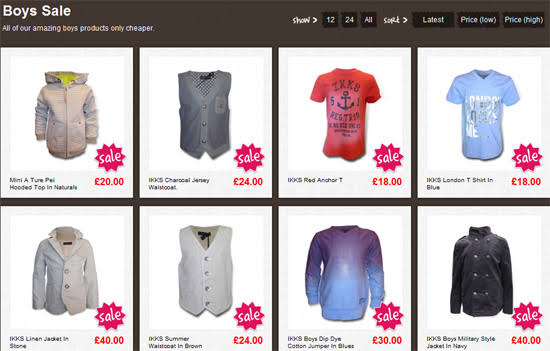 Boys Sale
All of our amazing boys products only cheaper.
show > 12 24 All sort > Latest Price (low) Price (high)
IKKS
5 1
LONDON
ME
sale sale sale sale
Mini A Ture Pei
Hooded Top In Naturals
£20.00
IKKS Charcoal Jersey
Waistcoat.
£24.00
IKKS Red Anchor T
£18.00
IKKS London T Shirt In
Blue
£18.00
sale sale sale sale
IKKS Linen Jacket In
Stone
£40.00
IKKS Summer
Waistcoat In Brown
£24.00
IKKS Boys Dip Dye
Cotton Jumper In Blues
£30.00
IKKS Boys Military Style
Jacket In Navy
£40.00